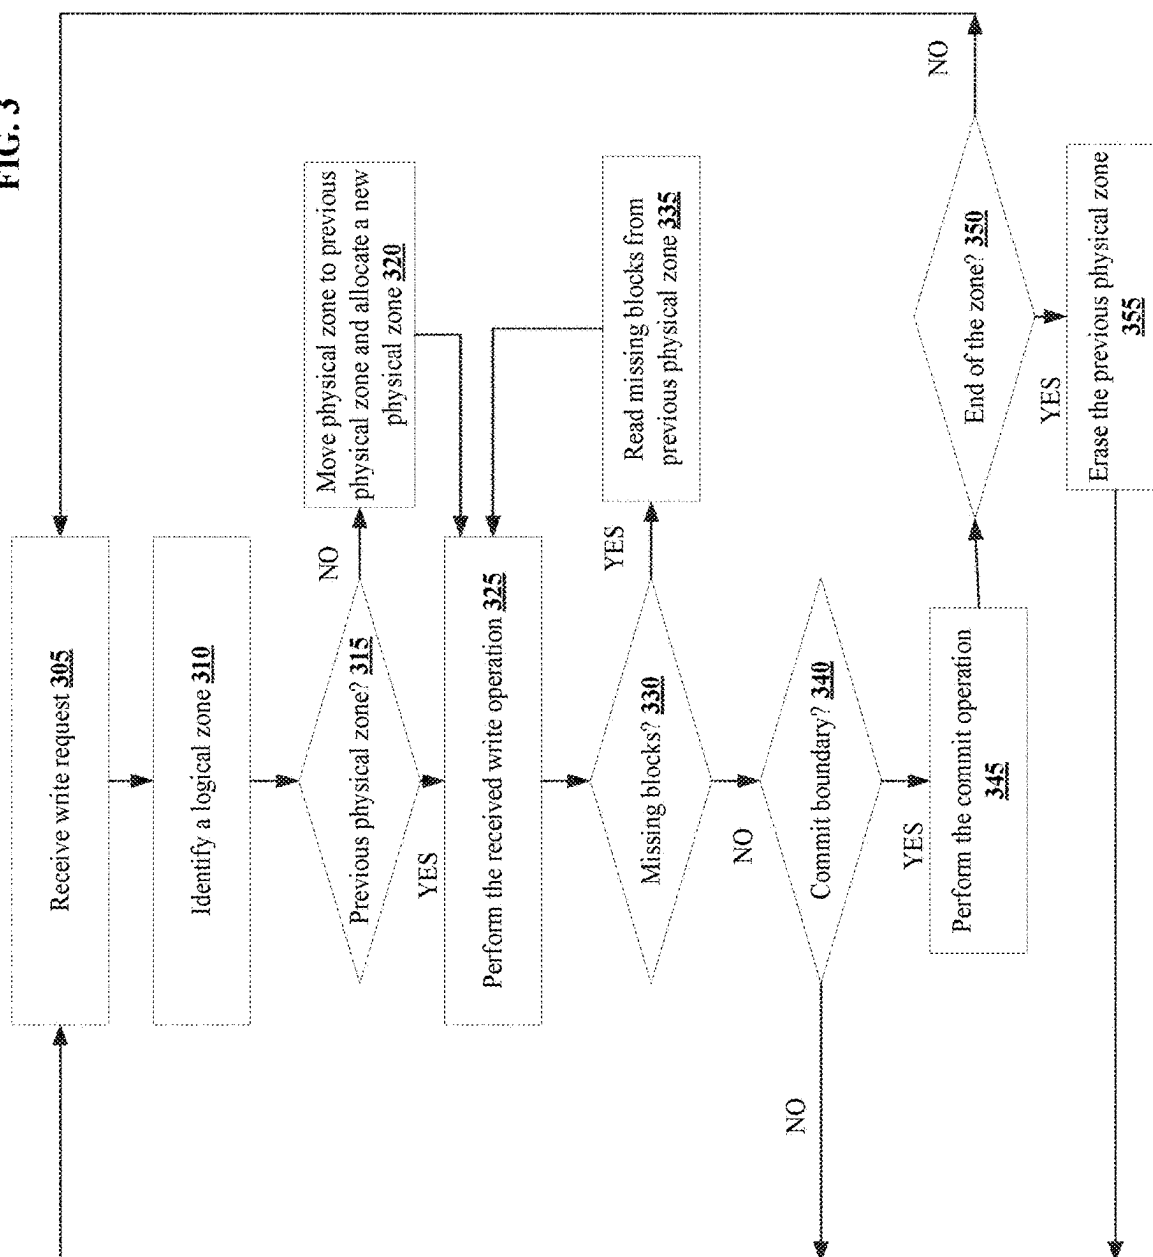 FIG. 3
Receive write request 305
Identify a logical zone 310
Previous physical zone? 315
NO
Move physical zone to previous
physical zone and allocate a new
physical zone 320
YES
Perform the received write operation 325
Missing blocks? 330
YES
Read missing blocks from
previous physical zone 335
NO
Commit boundary? 340
NO
YES
Perform the commit operation
345
End of the zone? 350
NO
YES
Erase the previous physical zone
355